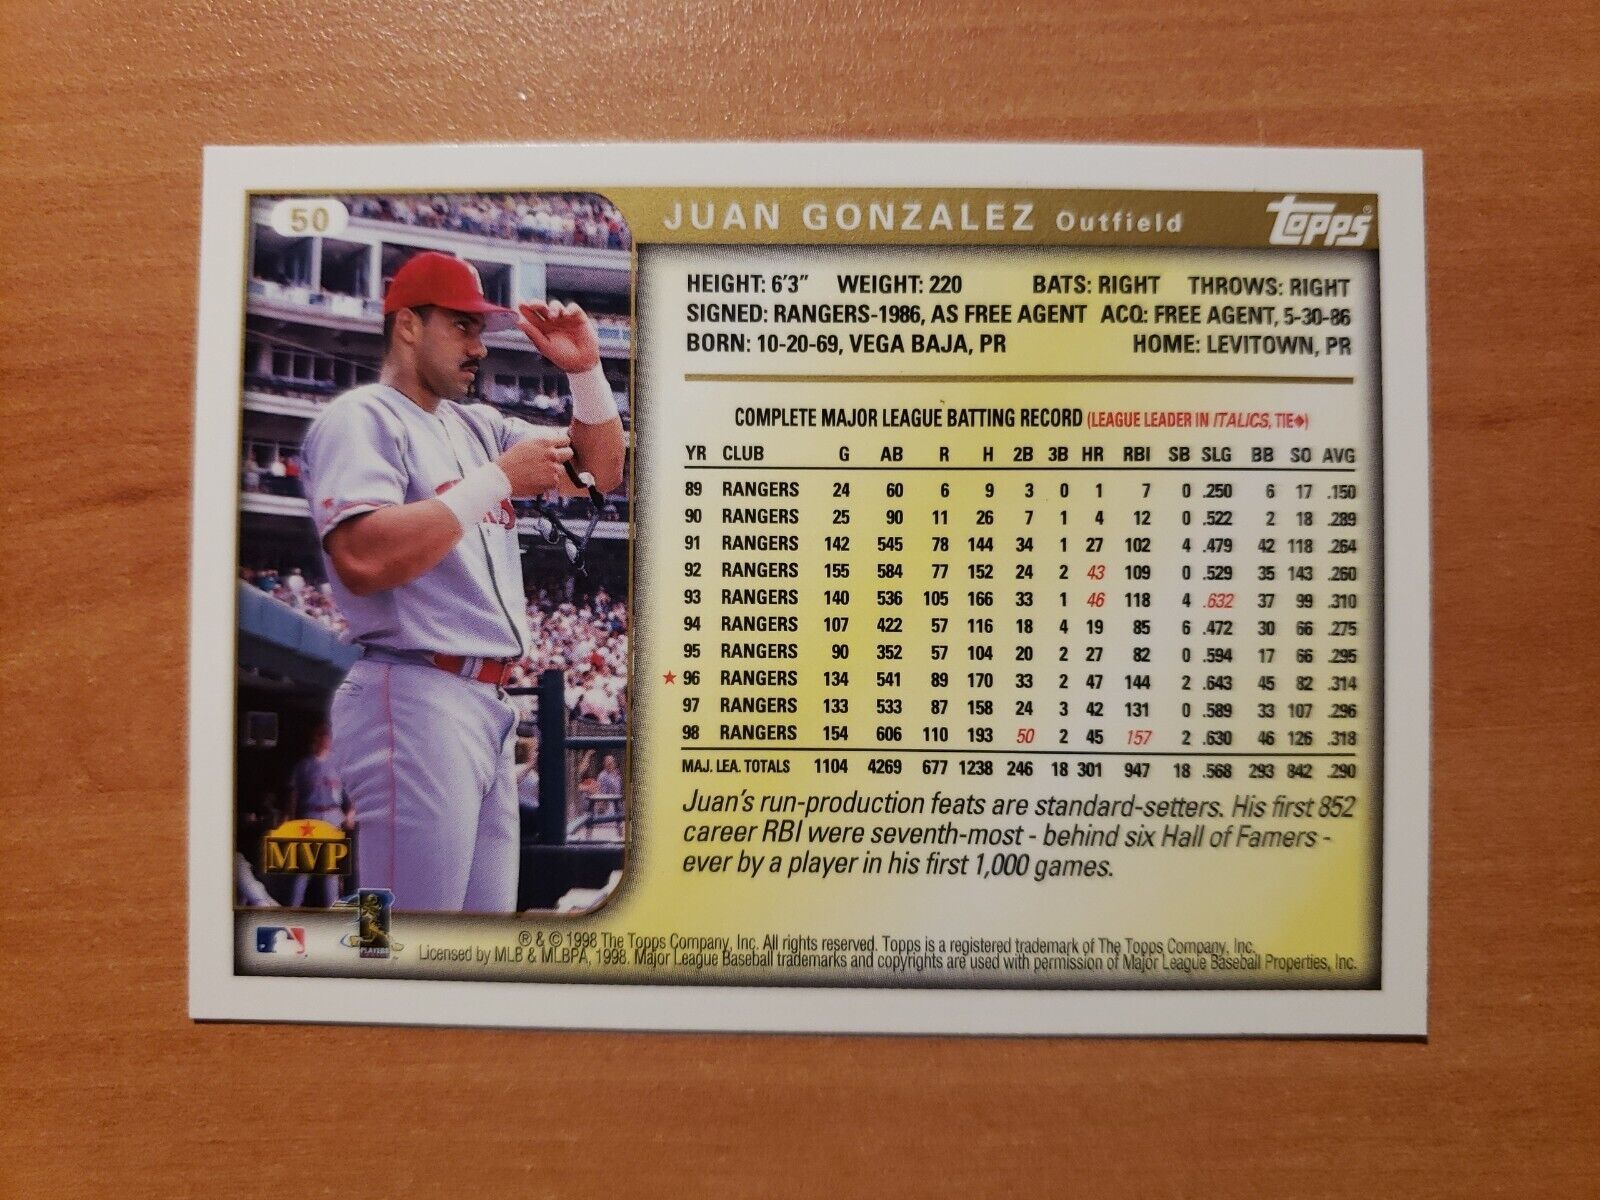 50
JUAN GONZALEZ Outfield
TOPPS®
HEIGHT: 6'3" WEIGHT: 220 BATS: RIGHT THROWS: RIGHT
SIGNED: RANGERS-1986, AS FREE AGENT ACQ: FREE AGENT, 5-30-86
BORN: 10-20-69, VEGA BAJA, PR HOME: LEVITOWN, PR
COMPLETE MAJOR LEAGUE BATTING RECORD (LEAGUE LEADER IN ITALICS, TIE◆)
YR CLUB G AB R H 2B 3B HR RBI SB SLG BB SO AVG
89 RANGERS 24 60 6 9 3 0 1 7 0 .250 6 17 .150
90 RANGERS 25 90 11 26 7 1 4 12 0 .522 2 18 .289
91 RANGERS 142 545 78 144 34 1 27 102 4 .479 42 118 .264
92 RANGERS 155 584 77 152 24 2 43 109 0 .529 35 143 .260
93 RANGERS 140 536 105 166 33 1 46 118 4 .632 37 99 .310
94 RANGERS 107 422 57 116 18 4 19 85 6 .472 30 66 .275
95 RANGERS 90 352 57 104 20 2 27 82 0 .594 17 66 .295
★ 96 RANGERS 134 541 89 170 33 2 47 144 2 .643 45 82 .314
97 RANGERS 133 533 87 158 24 3 42 131 0 .589 33 107 .296
98 RANGERS 154 606 110 193 50 2 45 157 2 .630 46 126 .318
MAJ. LEA. TOTALS 1104 4269 677 1238 246 18 301 947 18 .568 293 842 .290
Juan's run-production feats are standard-setters. His first 852
career RBI were seventh-most - behind six Hall of Famers -
ever by a player in his first 1,000 games.
MVP
PLAYERS
® & © 1998 The Topps Company, Inc. All rights reserved. Topps is a registered trademark of The Topps Company, Inc.
Licensed by MLB & MLBPA, 1998. Major League Baseball trademarks and copyrights are used with permission of Major League Baseball Properties, Inc.